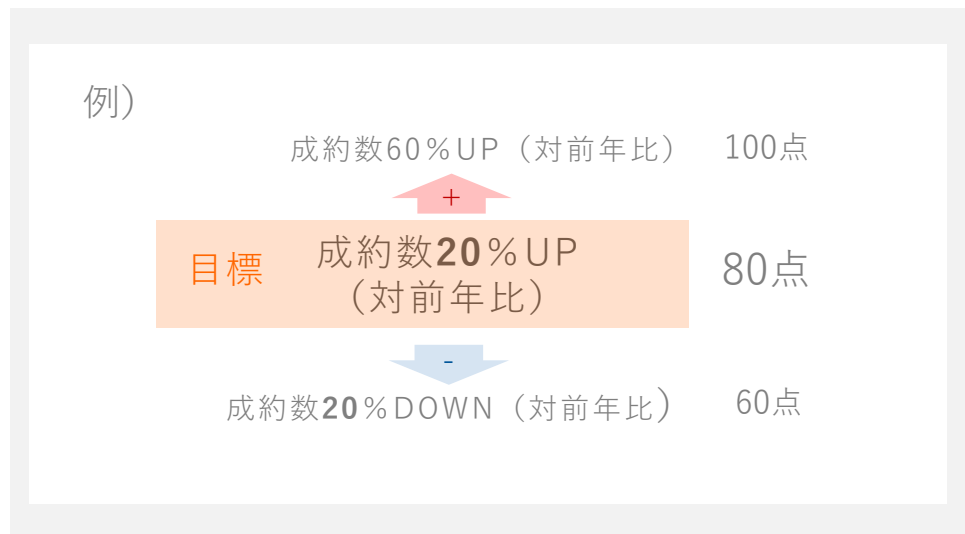 例）
成約数60％UP（対前年比） 100点
+
目標 成約数20％UP 80点
（対前年比）
-
成約数20％DOWN（対前年比） 60点